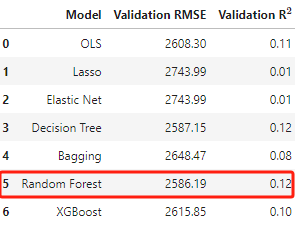 Model Validation RMSE Validation R²
0 OLS 2608.30 0.11
1 Lasso 2743.99 0.01
2 Elastic Net 2743.99 0.01
3 Decision Tree 2587.15 0.12
4 Bagging 2648.47 0.08
5 Random Forest 2586.19 0.12
6 XGBoost 2615.85 0.10